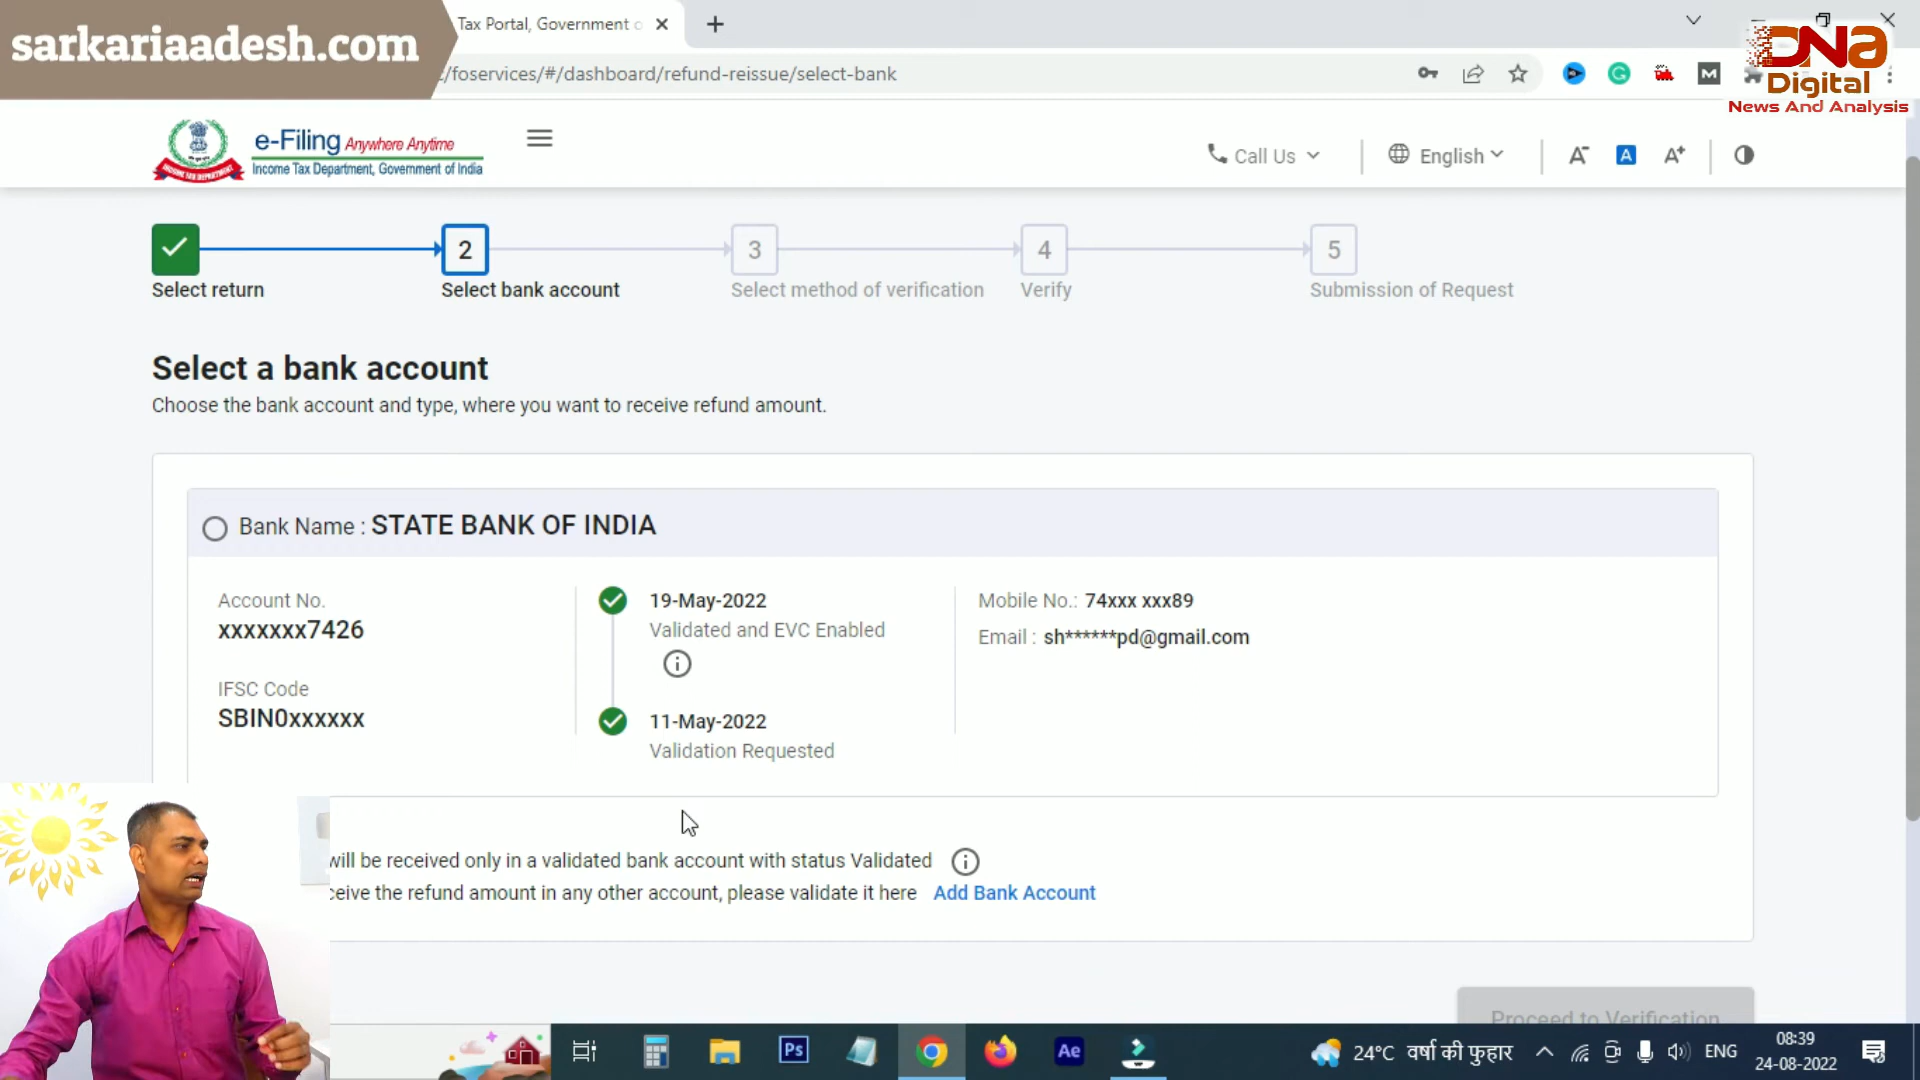 sarkariaadesh.com
Tax Portal, Government o
/foservices/#/dashboard/refund-reissue/select-bank
DNA
Digital
News And Analysis
e-Filing Anywhere Anytime
Income Tax Department, Government of India
Call Us
English
A-
A
A+
2
3
4
5
Select return
Select bank account
Select method of verification
Verify
Submission of Request
Select a bank account
Choose the bank account and type, where you want to receive refund amount.
Bank Name : STATE BANK OF INDIA
Account No.
xxxxxxx7426
IFSC Code
SBIN0xxxxxx
19-May-2022
Validated and EVC Enabled
11-May-2022
Validation Requested
Mobile No.: 74xxx xxx89
Email : sh******pd@gmail.com
will be received only in a validated bank account with status Validated
ceive the refund amount in any other account, please validate it here Add Bank Account
Proceed to Verification
Ps
Ae
24°C वर्षा की फुहार
ENG
08:39
24-08-2022